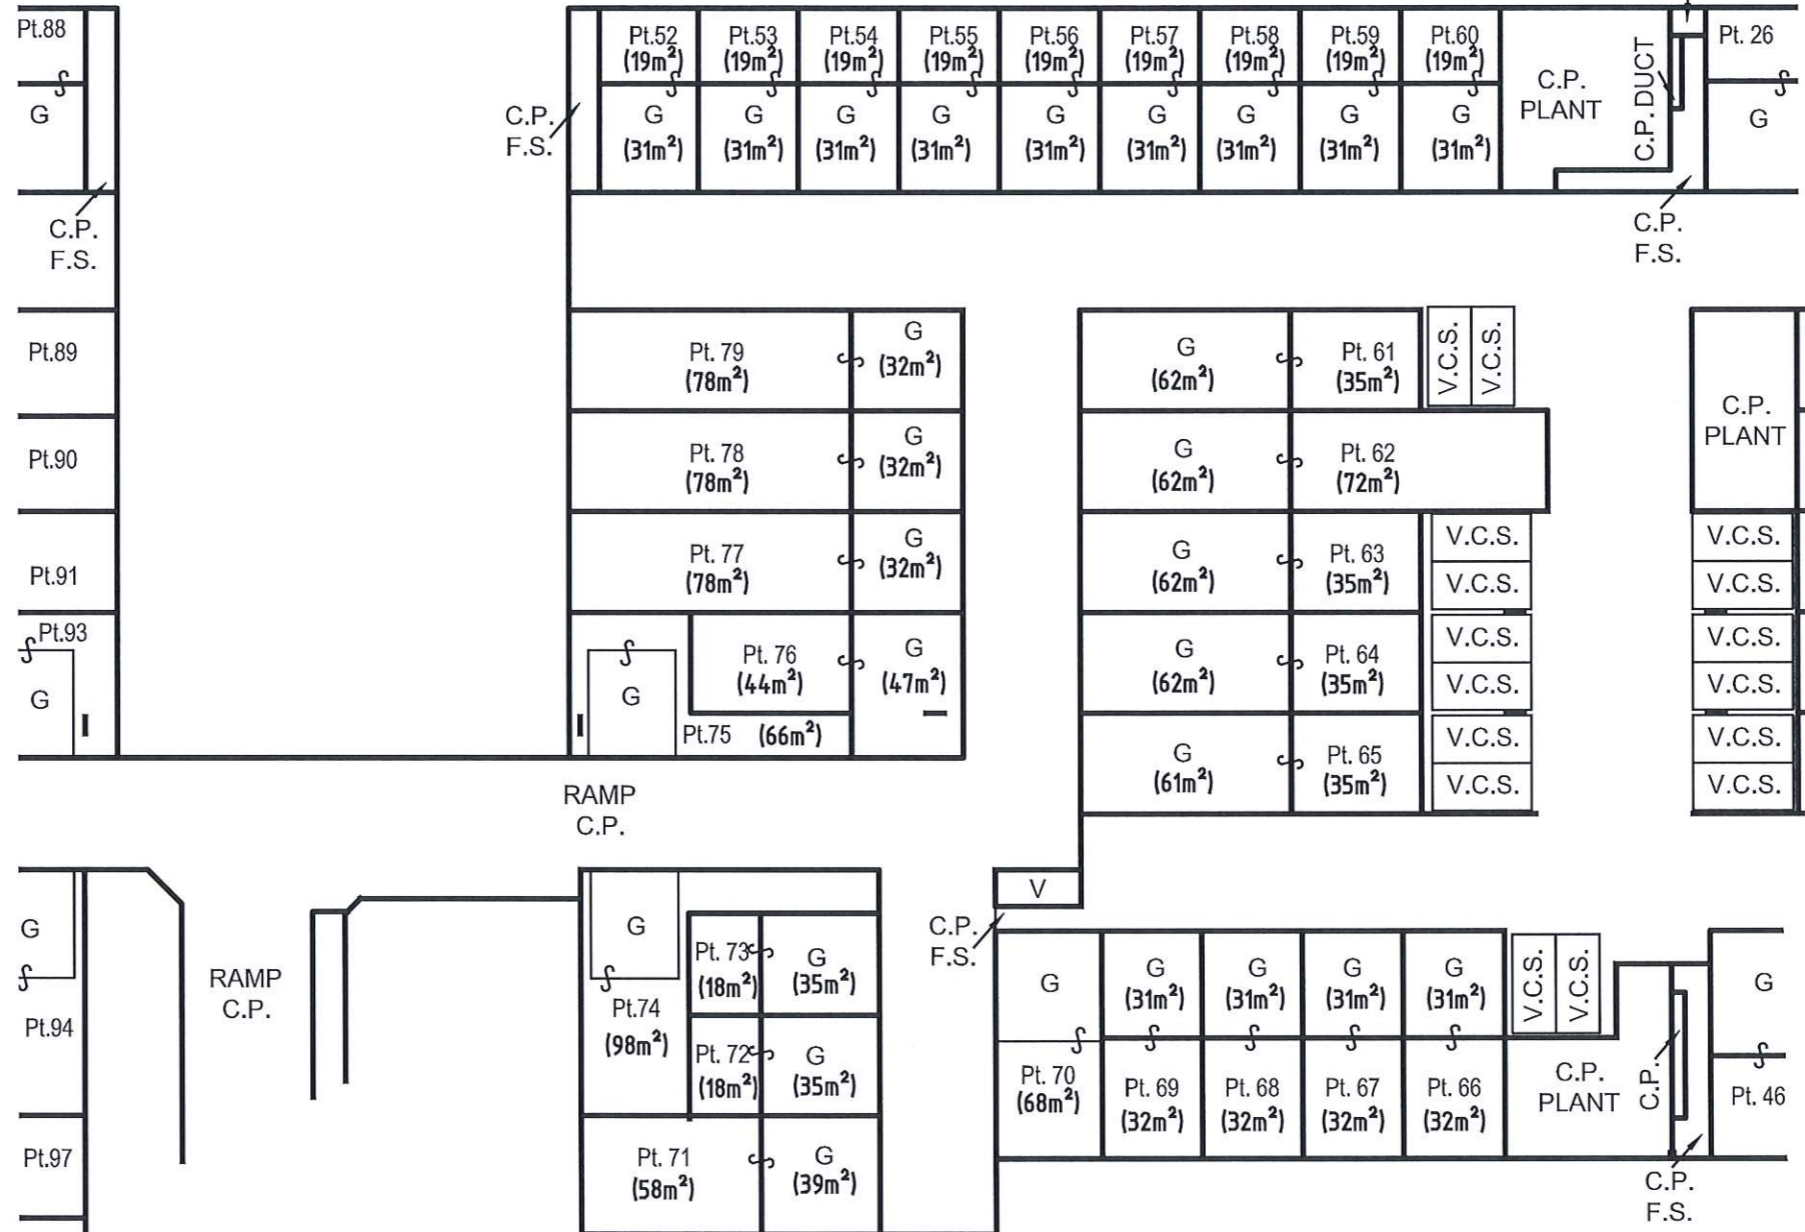 Pt.88
G
C.P.
F.S.
Pt.89
Pt.90
Pt.91
Pt.93
G
C.P.
F.S.
Pt.52
(19m²)
G
(31m²)
Pt.53
(19m²)
G
(31m²)
Pt.54
(19m²)
G
(31m²)
Pt.55
(19m²)
G
(31m²)
Pt.56
(19m²)
G
(31m²)
Pt.57
(19m²)
G
(31m²)
Pt.58
(19m²)
G
(31m²)
Pt.59
(19m²)
G
(31m²)
Pt.60
(19m²)
G
(31m²)
C.P.
PLANT
C.P. DUCT
Pt. 26
G
C.P.
F.S.
Pt. 79
(78m²)
G
(32m²)
Pt. 78
(78m²)
G
(32m²)
Pt. 77
(78m²)
G
(32m²)
G
Pt. 76
(44m²)
G
(47m²)
Pt.75 (66m²)
G
(62m²)
Pt. 61
(35m²)
V.C.S.
V.C.S.
G
(62m²)
Pt. 62
(72m²)
G
(62m²)
Pt. 63
(35m²)
V.C.S.
V.C.S.
G
(62m²)
Pt. 64
(35m²)
V.C.S.
V.C.S.
G
(61m²)
Pt. 65
(35m²)
V.C.S.
V.C.S.
C.P.
PLANT
V.C.S.
V.C.S.
V.C.S.
V.C.S.
V.C.S.
V.C.S.
RAMP
C.P.
G
Pt.94
Pt.97
RAMP
C.P.
G
Pt.74
(98m²)
Pt. 73
(18m²)
G
(35m²)
Pt. 72
(18m²)
G
(35m²)
Pt. 71
(58m²)
G
(39m²)
V
C.P.
F.S.
G
Pt. 70
(68m²)
G
(31m²)
Pt. 69
(32m²)
G
(31m²)
Pt. 68
(32m²)
G
(31m²)
Pt. 67
(32m²)
G
(31m²)
Pt. 66
(32m²)
V.C.S.
V.C.S.
C.P.
PLANT
C.P.
G
Pt. 46
C.P.
F.S.